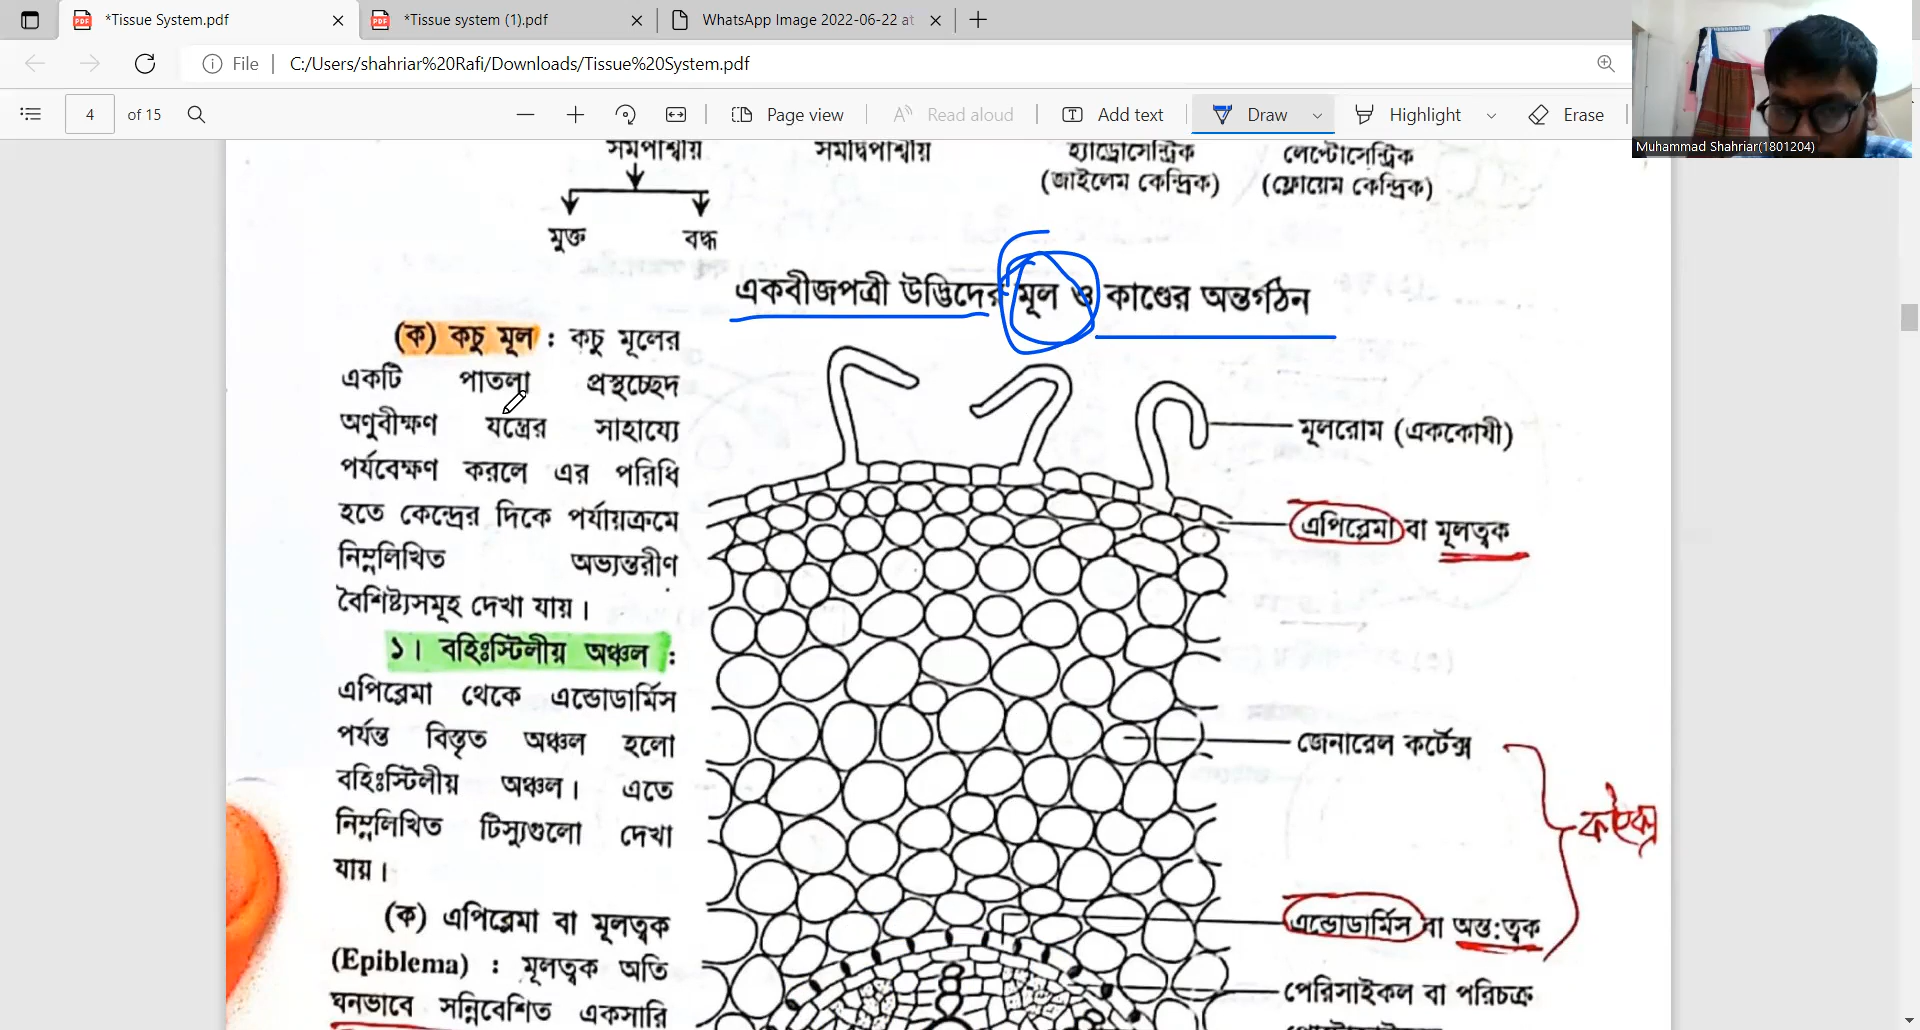 *Tissue System.pdf
*Tissue system (1).pdf
WhatsApp Image 2022-06-22 at
File
C:/Users/shahriar%20Rafi/Downloads/Tissue%20System.pdf
4 of 15
Page view
Read aloud
Add text
Draw
Highlight
Erase
Muhammad Shahriar(1801204)
সমপার্শ্বীয়
সমদ্বিপার্শ্বীয়
হ্যাড্রোসেন্ট্রিক
লেপ্টোসেন্ট্রিক
(জাইলেম কেন্দ্রিক)
(ফ্লোয়েম কেন্দ্রিক)
মুক্ত
বদ্ধ
একবীজপত্রী উদ্ভিদের মূল ও কাণ্ডের অন্তর্গঠন
(ক) কচু মূল : কচু মূলের
একটি পাতলা প্রস্থচ্ছেদ
অণুবীক্ষণ যন্ত্রের সাহায্যে
পর্যবেক্ষণ করলে এর পরিধি
হতে কেন্দ্রের দিকে পর্যায়ক্রমে
নিম্নলিখিত অভ্যন্তরীণ
বৈশিষ্ট্যসমূহ দেখা যায়।
১। বহিঃস্টিলীয় অঞ্চল :
এপিব্লেমা থেকে এন্ডোডার্মিস
পর্যন্ত বিস্তৃত অঞ্চল হলো
বহিঃস্টিলীয় অঞ্চল। এতে
নিম্নলিখিত টিস্যুগুলো দেখা
যায়।
(ক) এপিব্লেমা বা মূলত্বক
(Epiblema) : মূলত্বক অতি
ঘনভাবে সন্নিবেশিত একসারি
মূলরোম (এককোষী)
এপিব্লেমা বা মূলত্বক
জেনারেল কর্টেক্স
এন্ডোডার্মিস বা অন্ত:ত্বক
পেরিসাইকল বা পরিচক্র